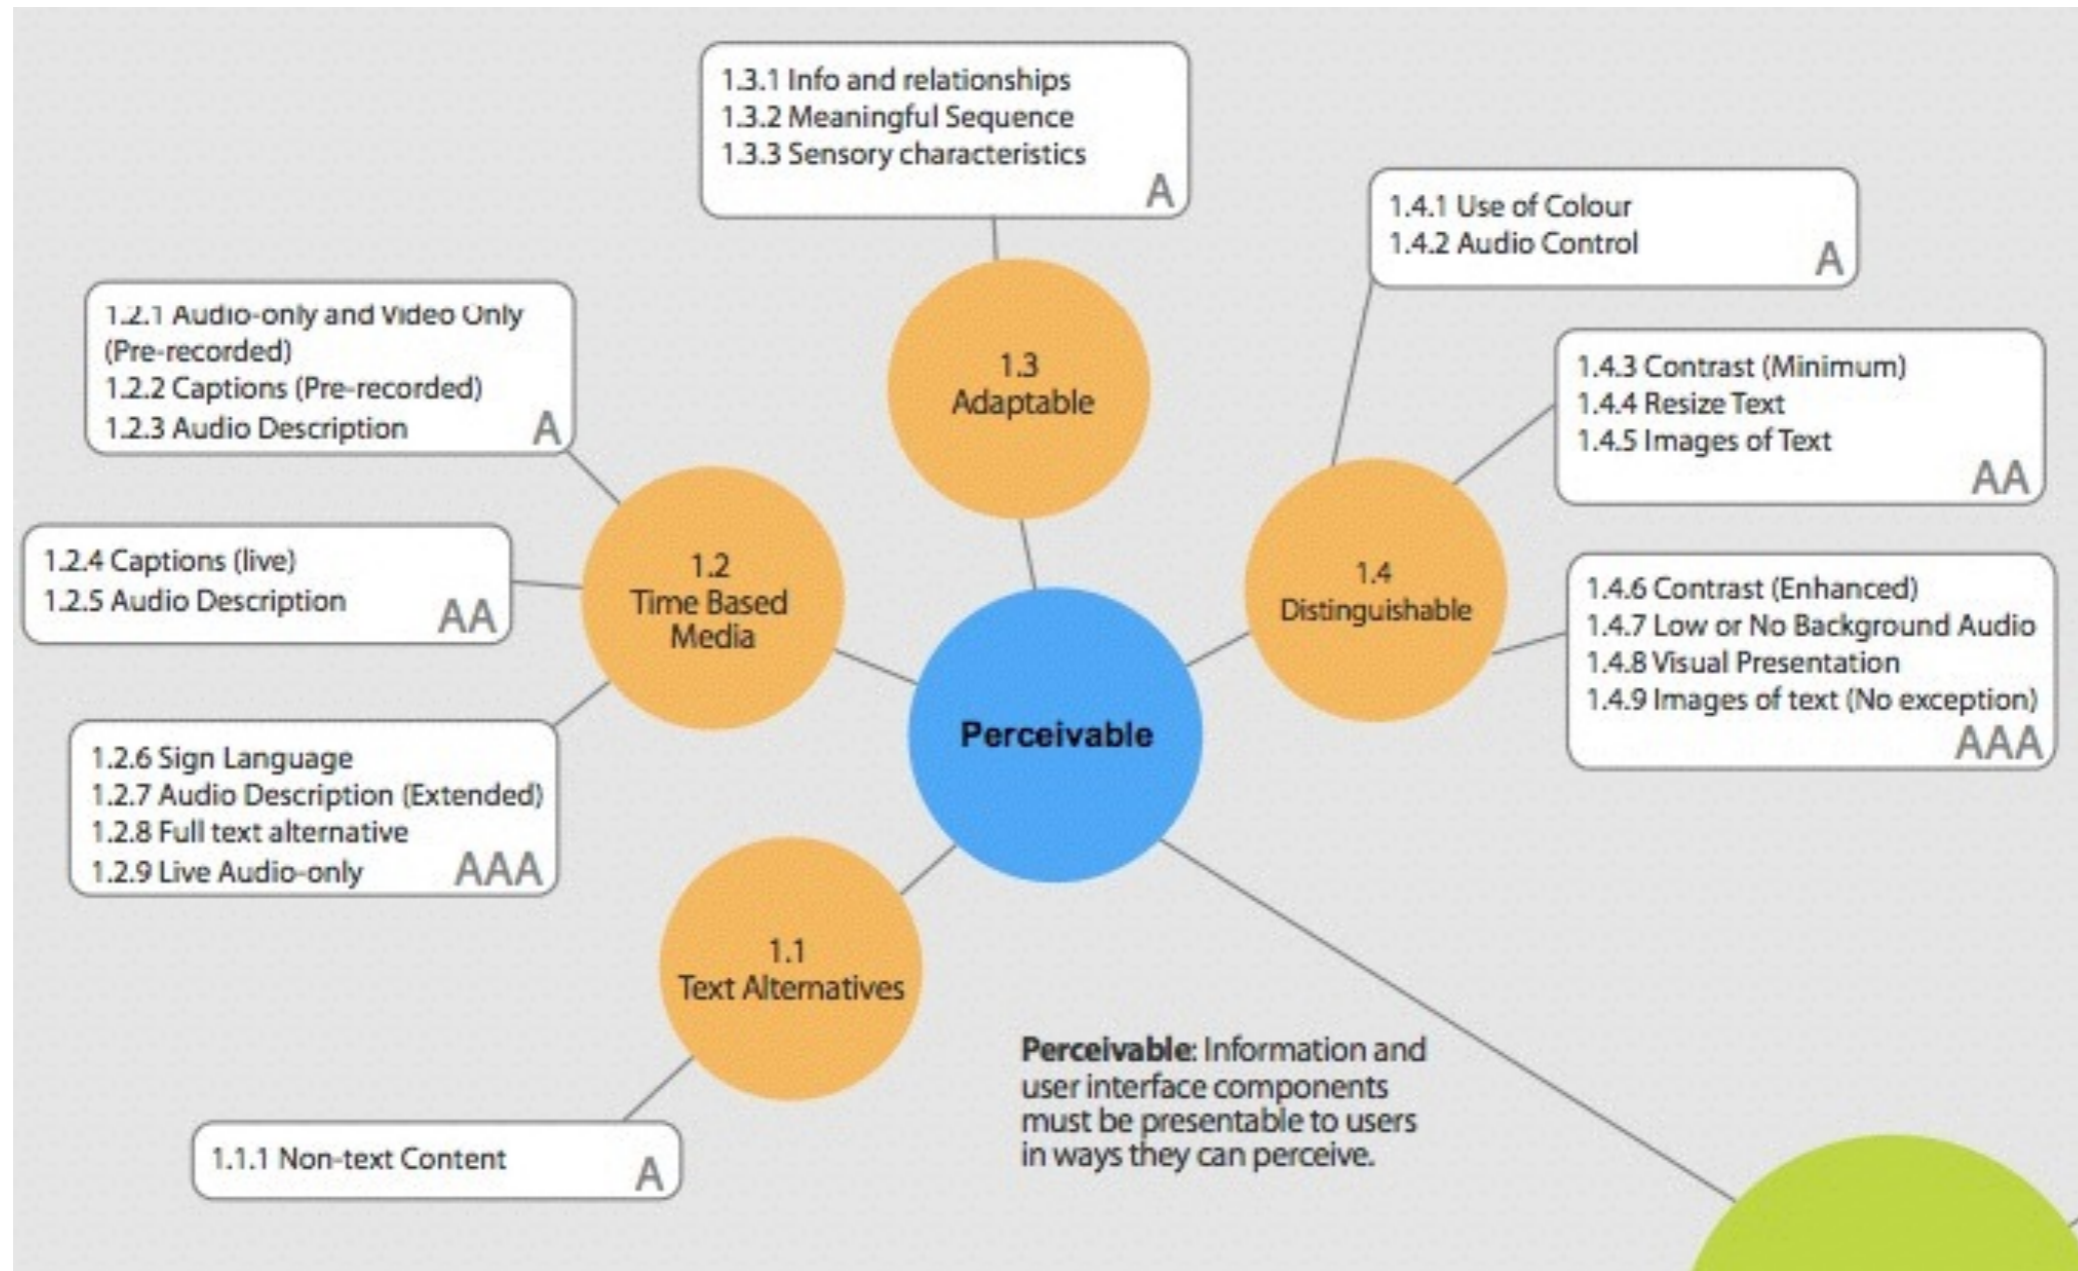 1.3.1 Info and relationships
1.3.2 Meaningful Sequence
1.3.3 Sensory characteristics
A
1.4.1 Use of Colour
1.4.2 Audio Control
A
1.2.1 Audio-only and Video Only
(Pre-recorded)
1.2.2 Captions (Pre-recorded)
1.2.3 Audio Description
A
1.3
Adaptable
1.4.3 Contrast (Minimum)
1.4.4 Resize Text
1.4.5 Images of Text
AA
1.2.4 Captions (live)
1.2.5 Audio Description
AA
1.2
Time Based
Media
1.4
Distinguishable
1.4.6 Contrast (Enhanced)
1.4.7 Low or No Background Audio
1.4.8 Visual Presentation
1.4.9 Images of text (No exception)
AAA
Perceivable
1.2.6 Sign Language
1.2.7 Audio Description (Extended)
1.2.8 Full text alternative
1.2.9 Live Audio-only
AAA
1.1
Text Alternatives
Perceivable: Information and
user interface components
must be presentable to users
in ways they can perceive.
1.1.1 Non-text Content
A